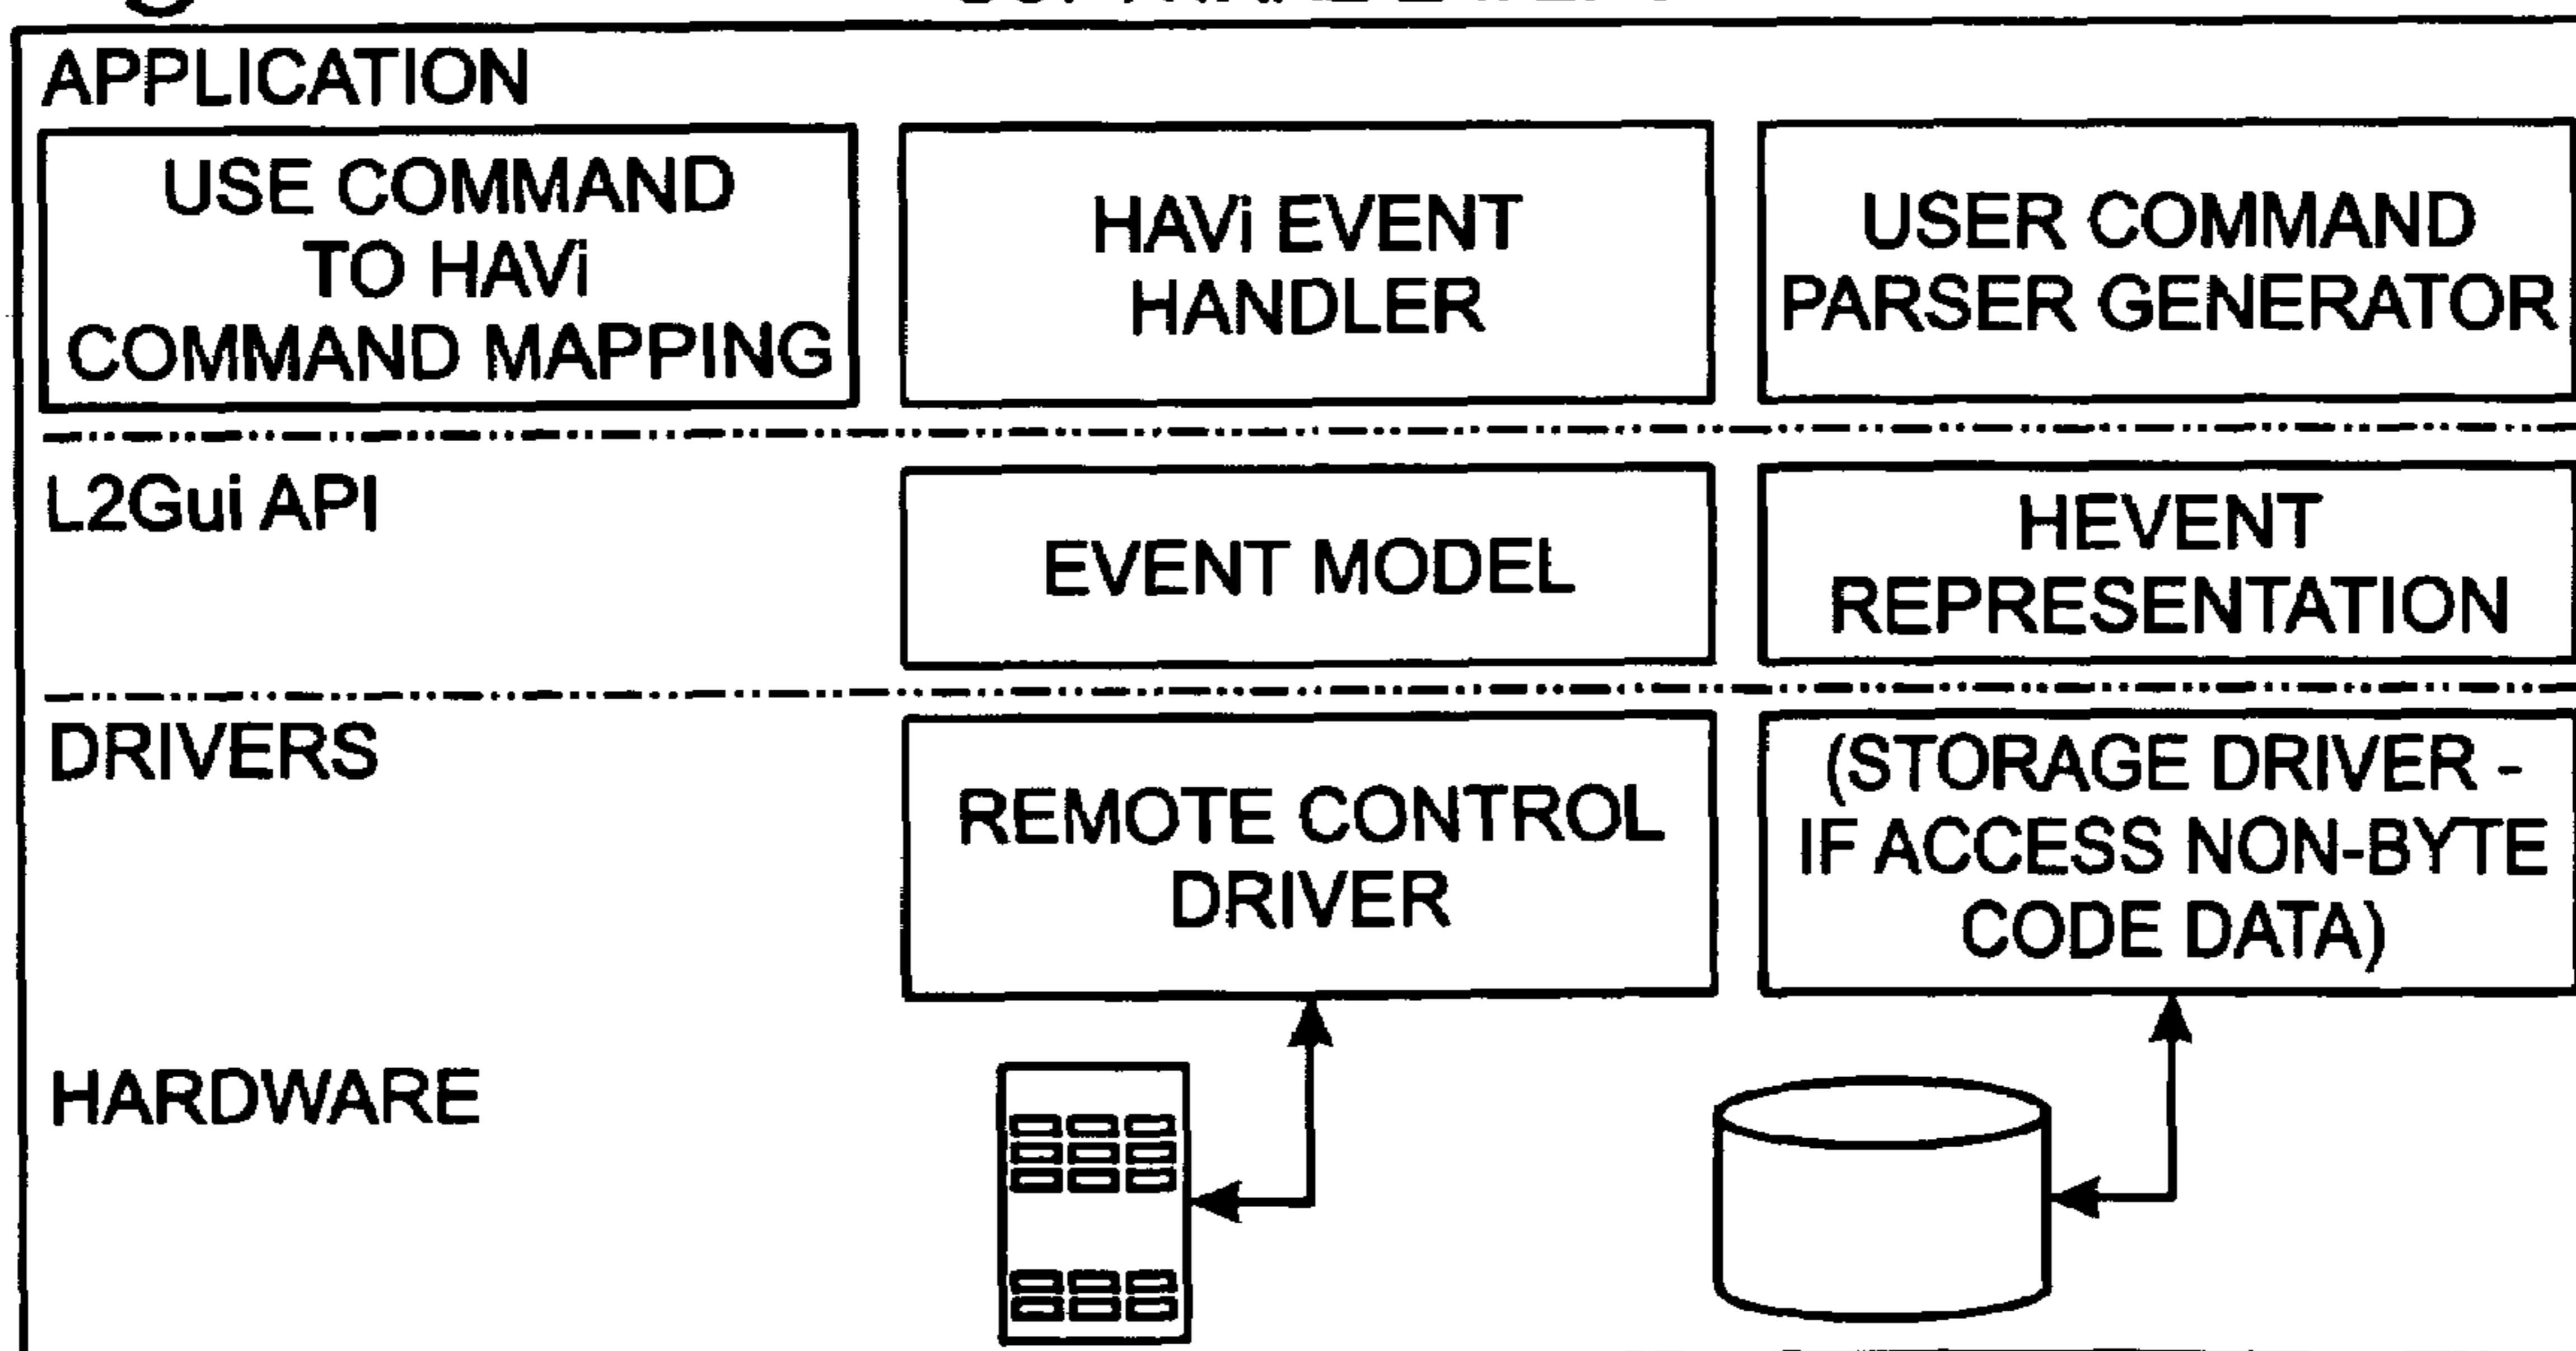 APPLICATION
USE COMMAND
TO HAVi
COMMAND MAPPING
HAVi EVENT
HANDLER
USER COMMAND
PARSER GENERATOR
L2Gui API
EVENT MODEL
HEVENT
REPRESENTATION
DRIVERS
REMOTE CONTROL
DRIVER
(STORAGE DRIVER -
IF ACCESS NON-BYTE
CODE DATA)
HARDWARE